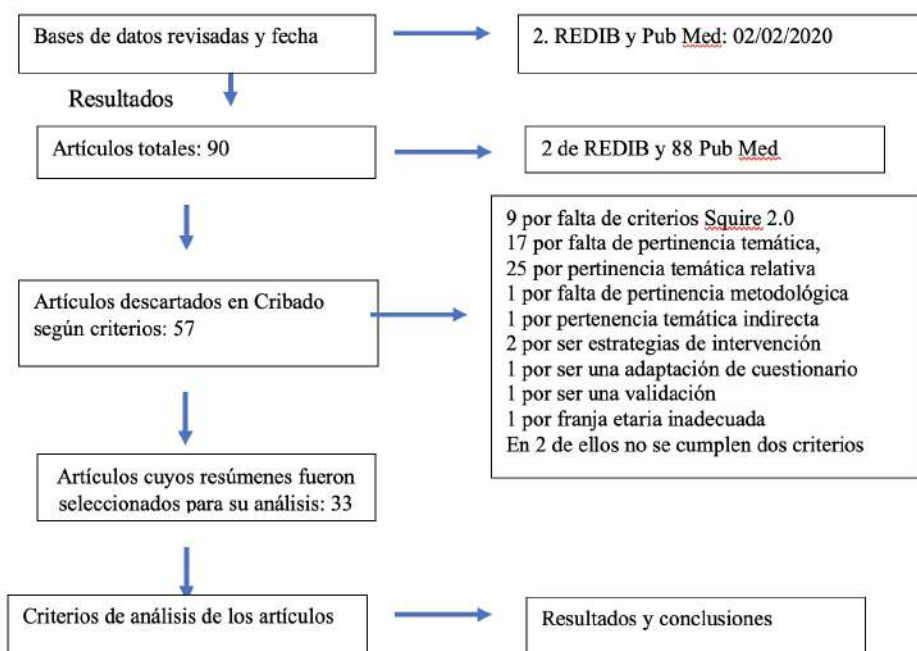 Bases de datos revisadas y fecha
2. REDIB y Pub Med: 02/02/2020
Resultados
Artículos totales: 90
2 de REDIB y 88 Pub Med
9 por falta de criterios Squire 2.0
17 por falta de pertinencia temática,
25 por pertinencia temática relativa
1 por falta de pertinencia metodológica
1 por pertenencia temática indirecta
2 por ser estrategias de intervención
1 por ser una adaptación de cuestionario
1 por ser una validación
1 por franja etaria inadecuada
En 2 de ellos no se cumplen dos criterios
Artículos descartados en Cribado
según criterios: 57
Artículos cuyos resúmenes fueron
seleccionados para su análisis: 33
Criterios de análisis de los artículos
Resultados y conclusiones